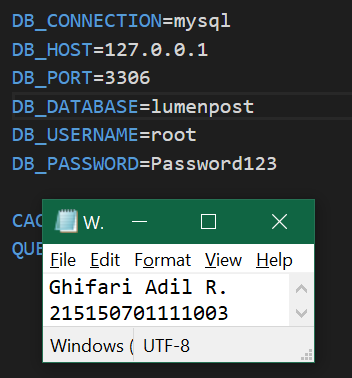 DB_CONNECTION=mysql
DB_HOST=127.0.0.1
DB_PORT=3306
DB_DATABASE=lumenpost
DB_USERNAME=root
DB_PASSWORD=Password123
CAC
QUE
W.
File Edit Format View Help
Ghifari Adil R.
215150701111003
Windows ( UTF-8